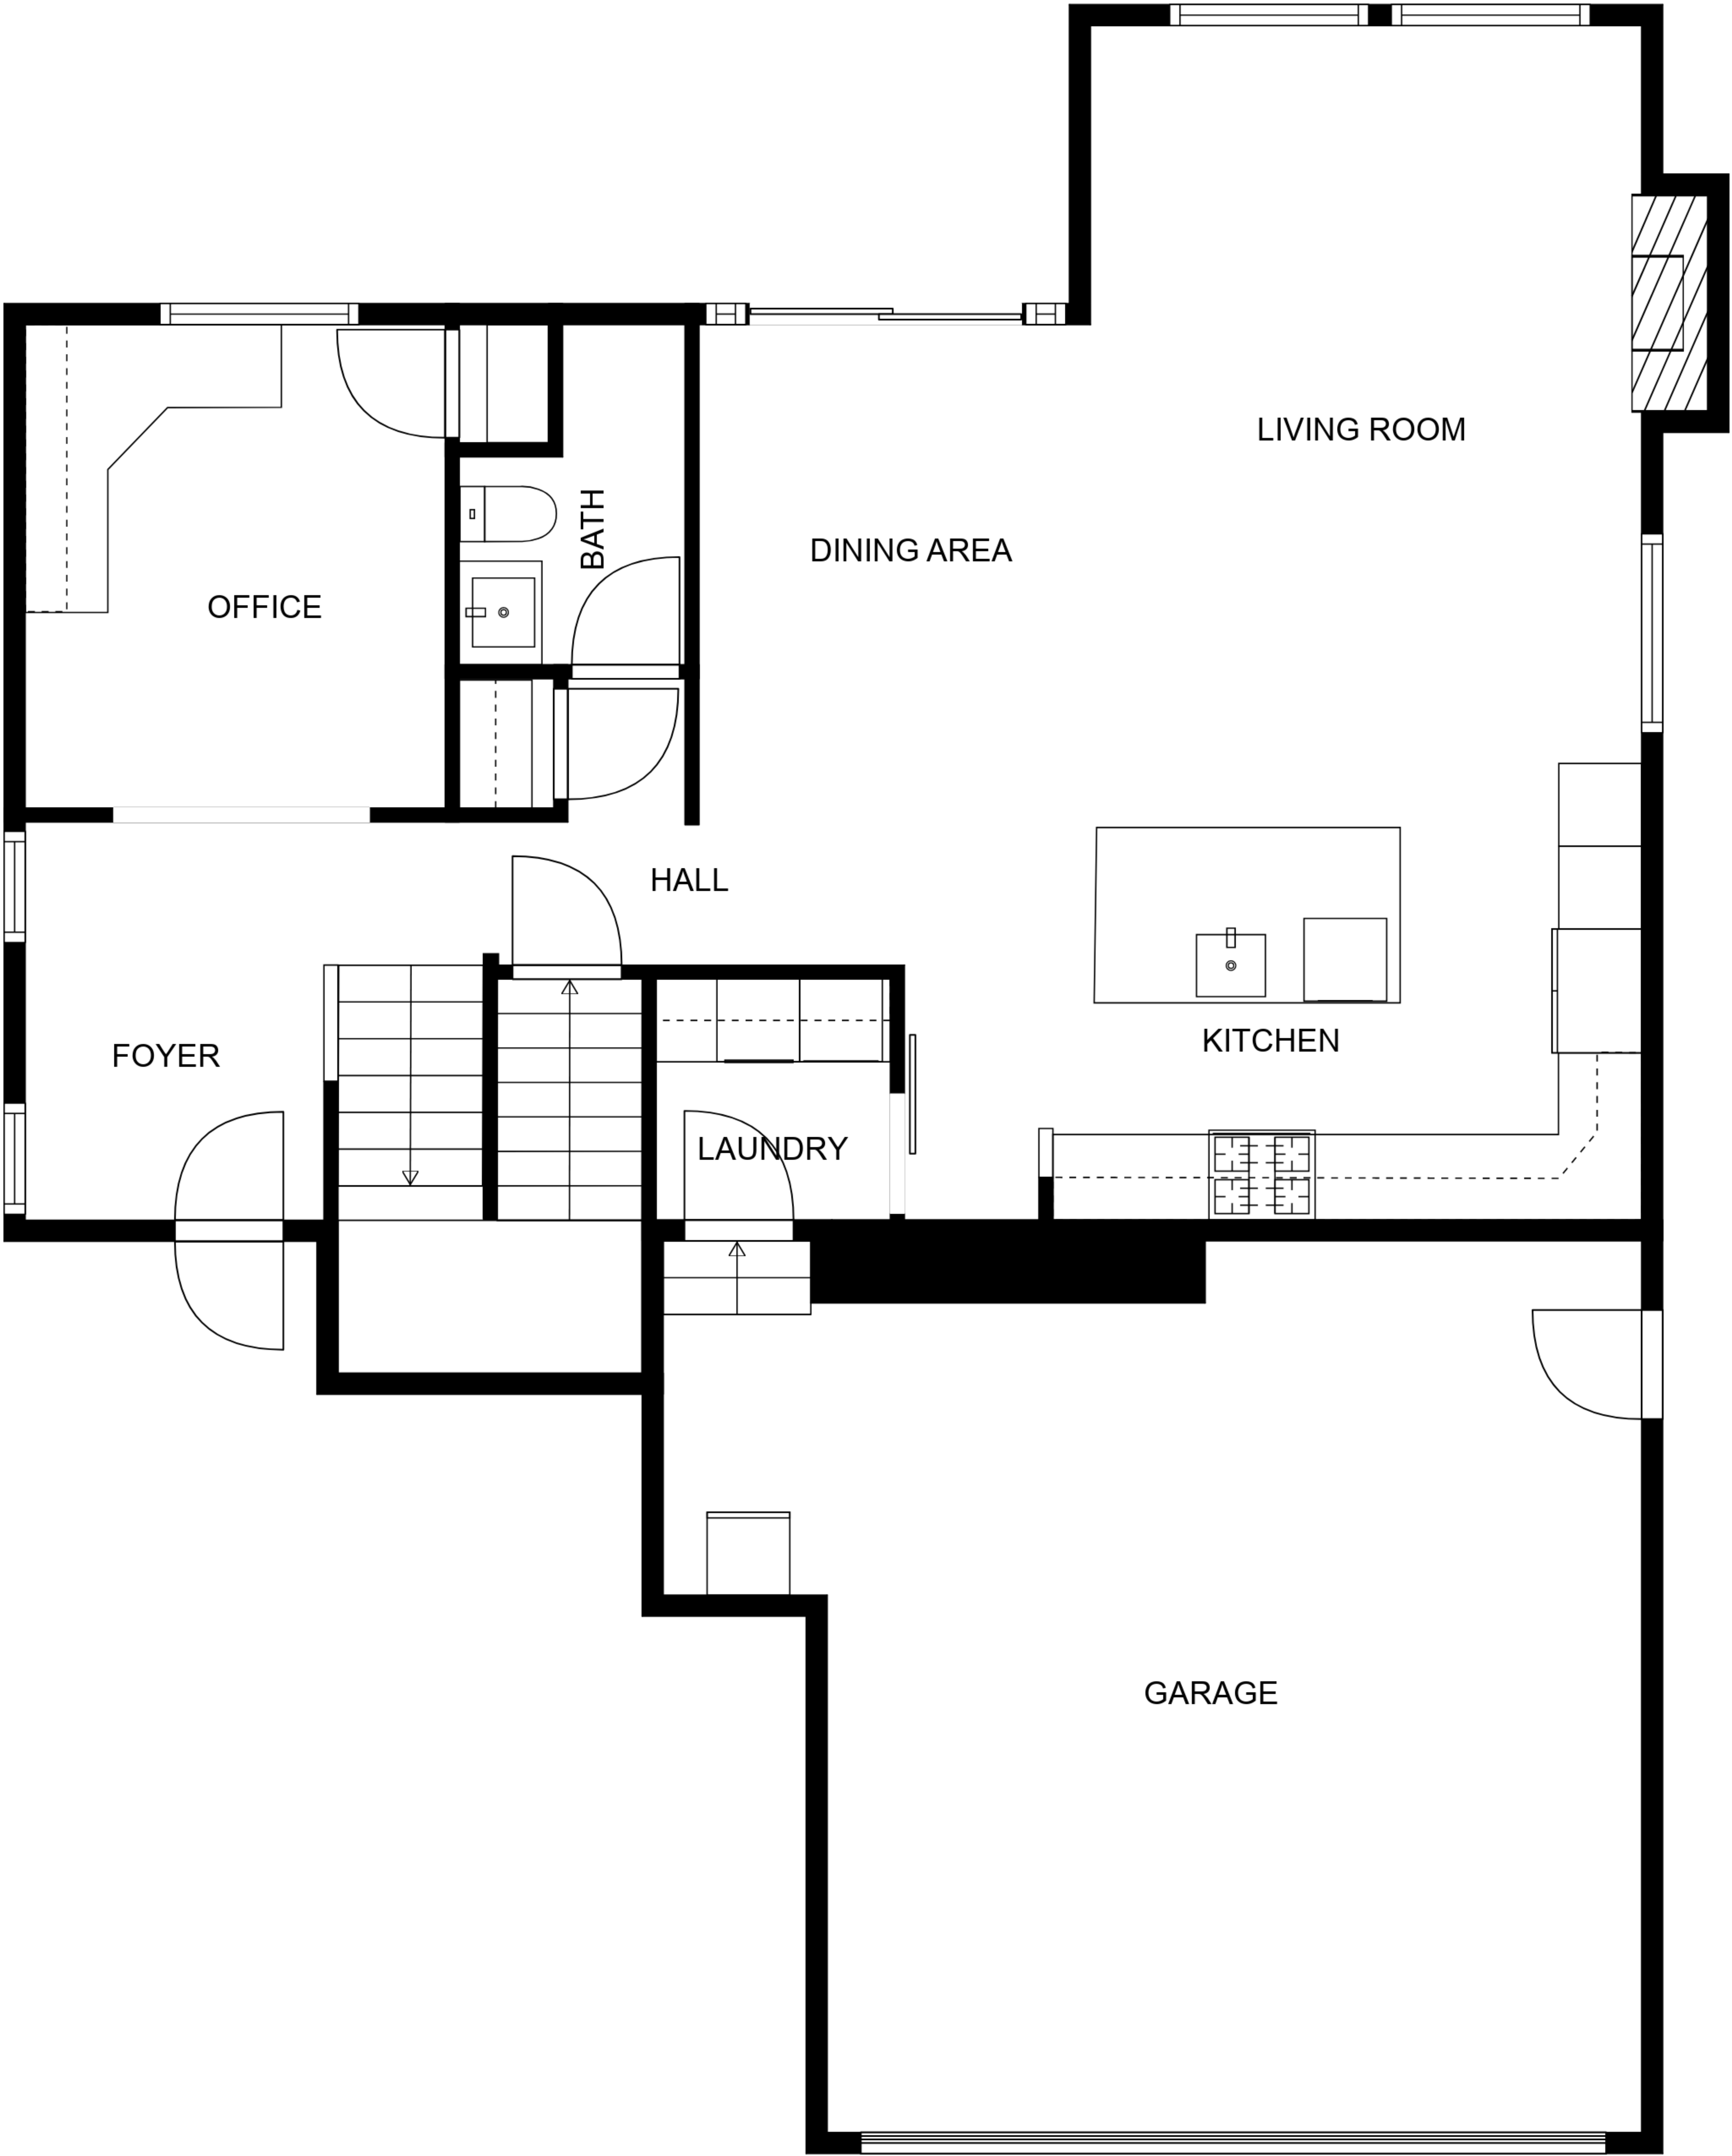 LIVING ROOM
BATH
DINING AREA
OFFICE
HALL
KITCHEN
FOYER
LAUNDRY
GARAGE